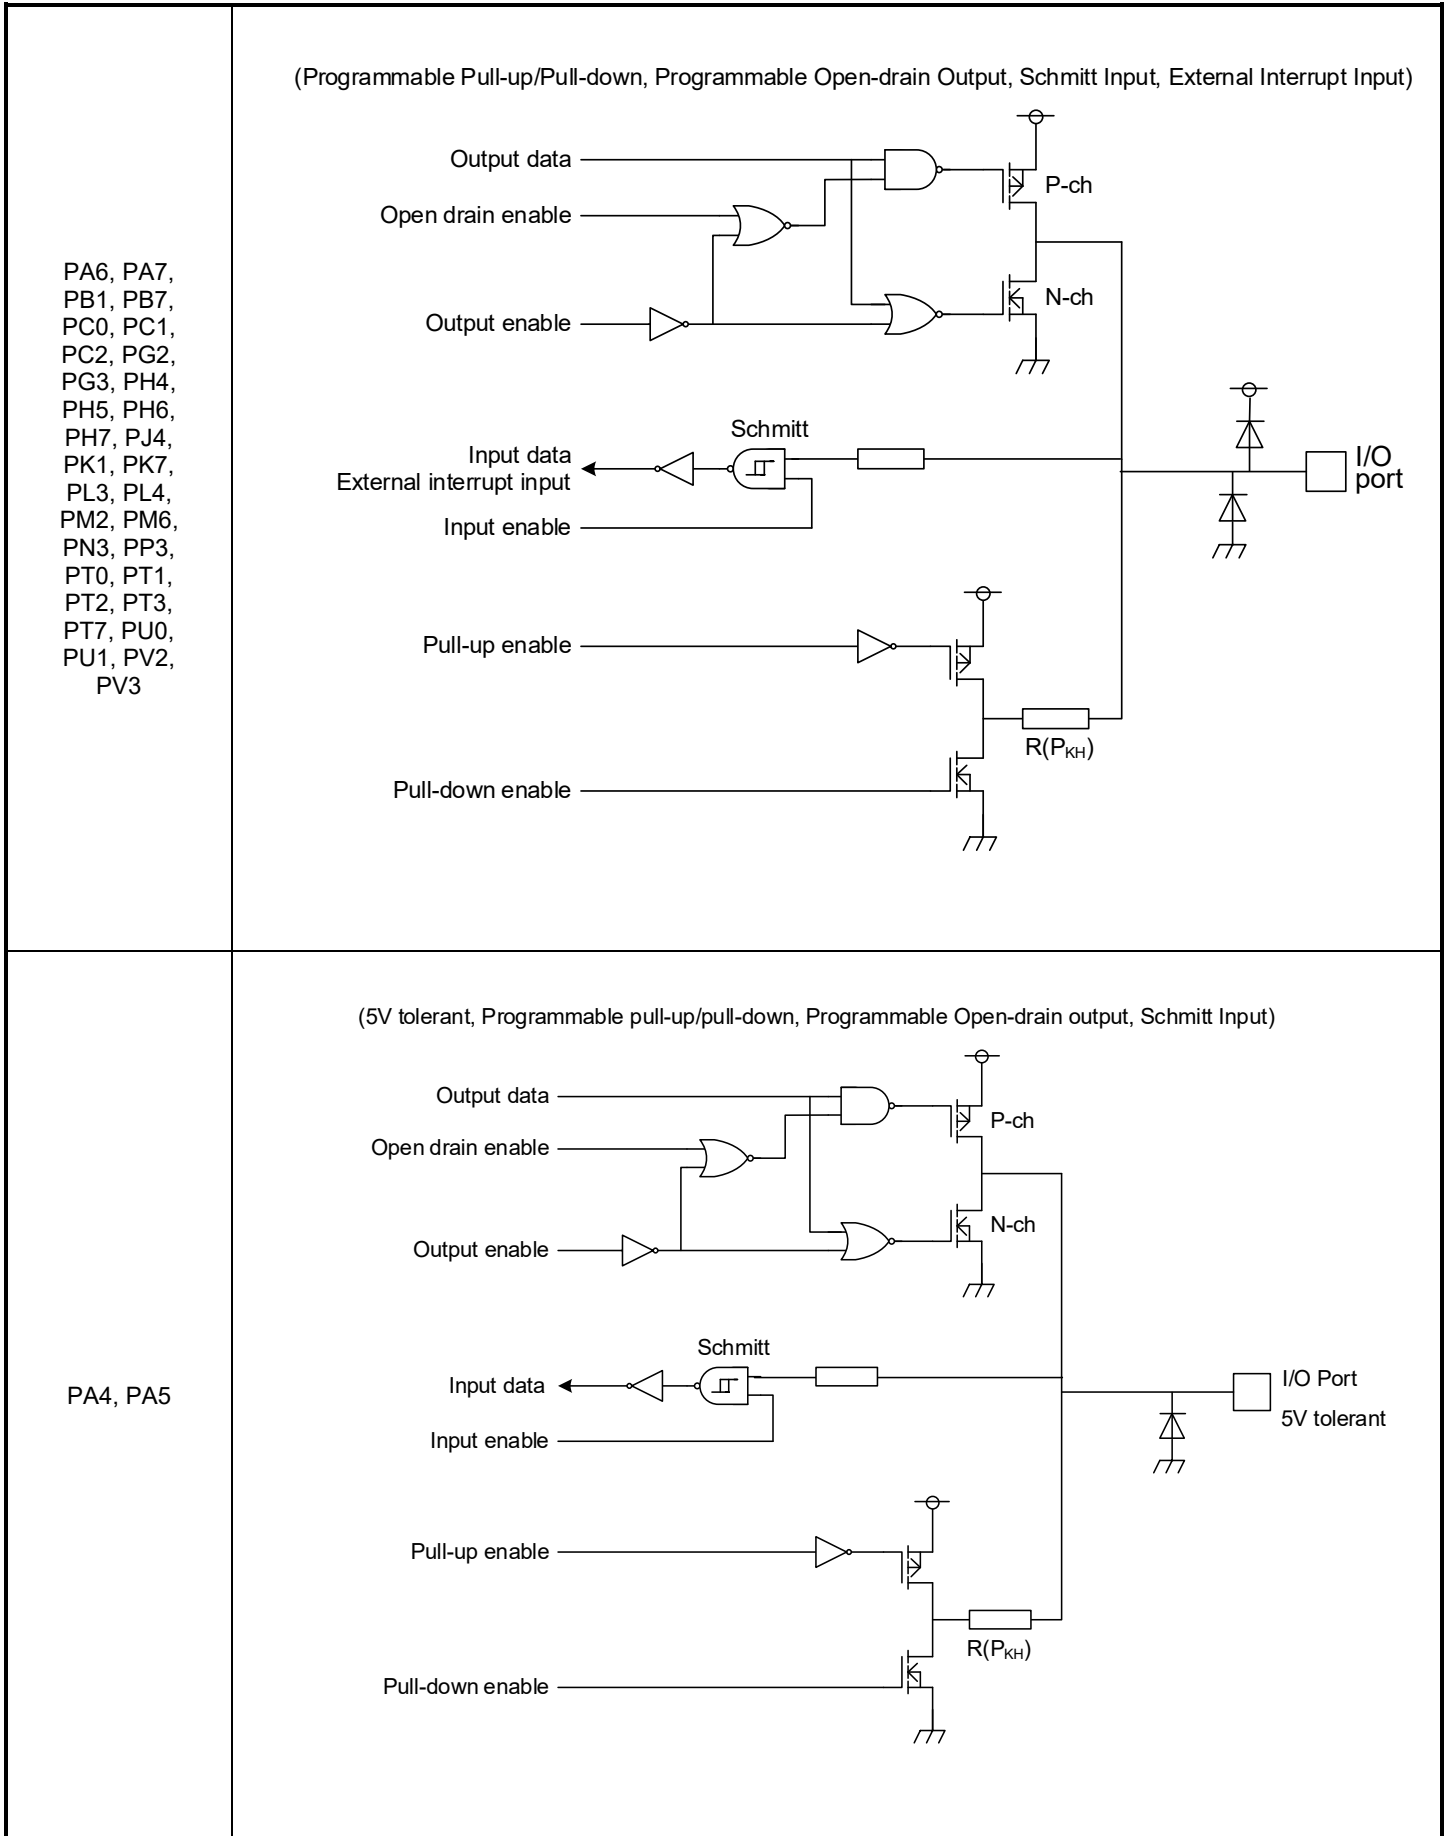 (Programmable Pull-up/Pull-down, Programmable Open-drain Output, Schmitt Input, External Interrupt Input)
PA6, PA7,
PB1, PB7,
PC0, PC1,
PC2, PG2,
PG3, PH4,
PH5, PH6,
PH7, PJ4,
PK1, PK7,
PL3, PL4,
PM2, PM6,
PN3, PP3,
PT0, PT1,
PT2, PT3,
PT7, PU0,
PU1, PV2,
PV3
Output data
P-ch
Open drain enable
N-ch
Output enable
Schmitt
Input data
External interrupt input
I/O
port
Input enable
Pull-up enable
R(PKH)
Pull-down enable
(5V tolerant, Programmable pull-up/pull-down, Programmable Open-drain output, Schmitt Input)
PA4, PA5
Output data
P-ch
Open drain enable
N-ch
Output enable
Schmitt
Input data
I/O Port
5V tolerant
Input enable
Pull-up enable
R(PKH)
Pull-down enable